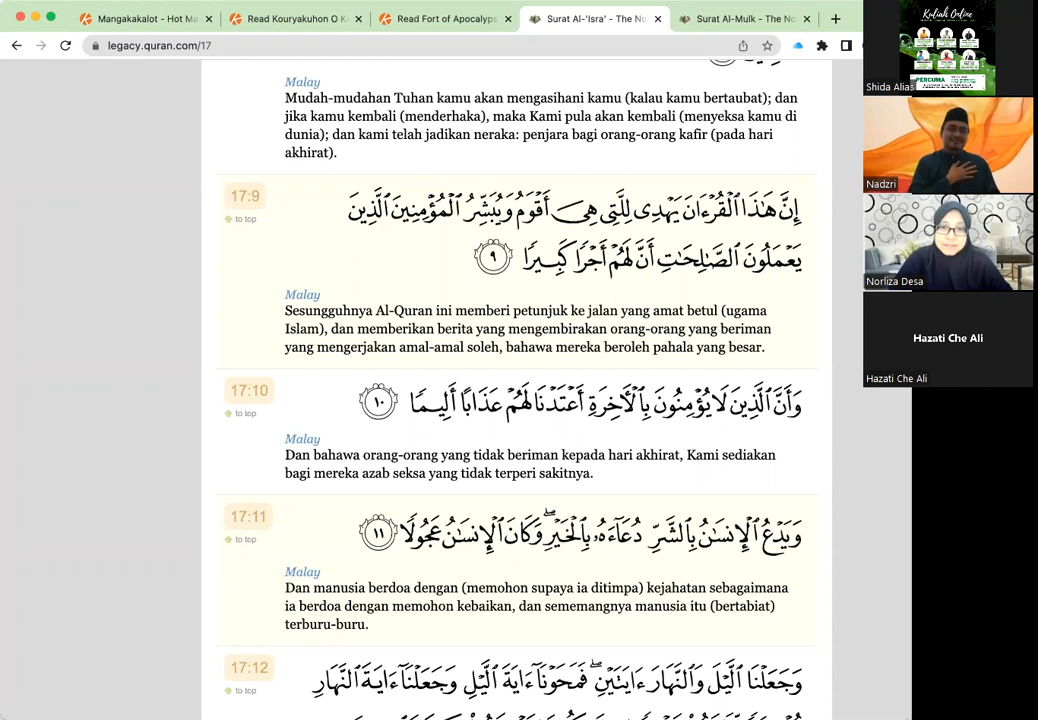 Mangakakalot - Hot Ma
Read Kouryakuhon O K
Read Fort of Apocalyps
Surat Al-'Isra' - The No
Surat Al-Mulk - The No
legacy.quran.com/17
Malay
Mudah-mudahan Tuhan kamu akan mengasihani kamu (kalau kamu bertaubat); dan
jika kamu kembali (menderhaka), maka Kami pula akan kembali (menyeksa kamu di
dunia); dan kami telah jadikan neraka: penjara bagi orang-orang kafir (pada hari
akhirat).
17:9
to top
إِنَّ هَٰذَا ٱلْقُرْءَانَ يَهْدِى لِلَّتِى هِىَ أَقْوَمُ وَيُبَشِّرُ ٱلْمُؤْمِنِينَ ٱلَّذِينَ
يَعْمَلُونَ ٱلصَّٰلِحَٰتِ أَنَّ لَهُمْ أَجْرًا كَبِيرًا ٩
Malay
Sesungguhnya Al-Quran ini memberi petunjuk ke jalan yang amat betul (ugama
Islam), dan memberikan berita yang mengembirakan orang-orang yang beriman
yang mengerjakan amal-amal soleh, bahawa mereka beroleh pahala yang besar.
17:10
to top
وَأَنَّ ٱلَّذِينَ لَا يُؤْمِنُونَ بِٱلْـَٔاخِرَةِ أَعْتَدْنَا لَهُمْ عَذَابًا أَلِيمًا ١٠
Malay
Dan bahawa orang-orang yang tidak beriman kepada hari akhirat, Kami sediakan
bagi mereka azab seksa yang tidak terperi sakitnya.
17:11
to top
وَيَدْعُ ٱلْإِنسَٰنُ بِٱلشَّرِّ دُعَآءَهُۥ بِٱلْخَيْرِ ۖ وَكَانَ ٱلْإِنسَٰنُ عَجُولًا ١١
Malay
Dan manusia berdoa dengan (memohon supaya ia ditimpa) kejahatan sebagaimana
ia berdoa dengan memohon kebaikan, dan sememangnya manusia itu (bertabiat)
terburu-buru.
17:12
to top
وَجَعَلْنَا ٱلَّيْلَ وَٱلنَّهَارَ ءَايَتَيْنِ ۖ فَمَحَوْنَآ ءَايَةَ ٱلَّيْلِ وَجَعَلْنَآ ءَايَةَ ٱلنَّهَارِ
Kuliah Online
PERCUMA
Shida Alias
Nadzri
Norliza Desa
Hazati Che Ali
Hazati Che Ali